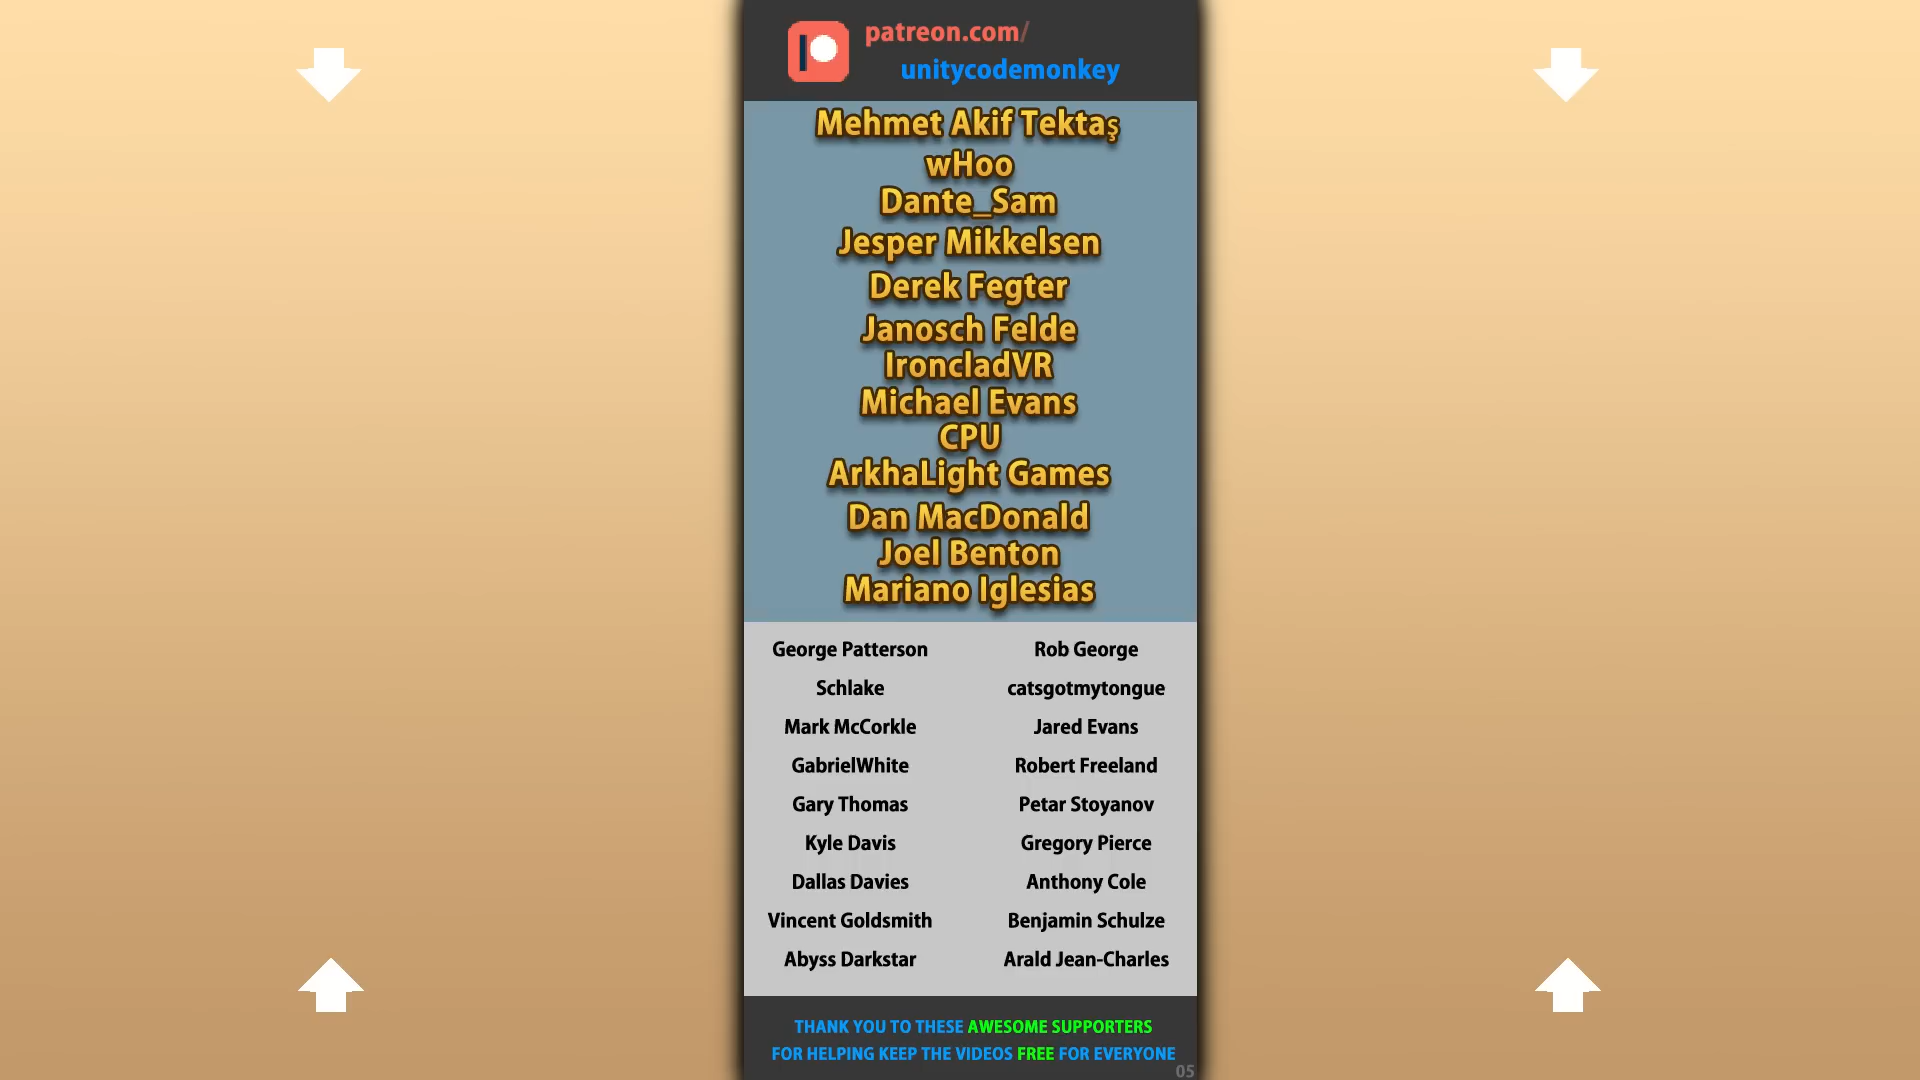 patreon.com/
unitycodemonkey
Mehmet Akif Tektaş
wHoo
Dante_Sam
Jesper Mikkelsen
Derek Fegter
Janosch Felde
IroncladVR
Michael Evans
CPU
ArkhaLight Games
Dan MacDonald
Joel Benton
Mariano Iglesias
George Patterson
Rob George
Schlake
catsgotmytongue
Mark McCorkle
Jared Evans
GabrielWhite
Robert Freeland
Gary Thomas
Petar Stoyanov
Kyle Davis
Gregory Pierce
Dallas Davies
Anthony Cole
Vincent Goldsmith
Benjamin Schulze
Abyss Darkstar
Arald Jean-Charles
THANK YOU TO THESE AWESOME SUPPORTERS
FOR HELPING KEEP THE VIDEOS FREE FOR EVERYONE
05